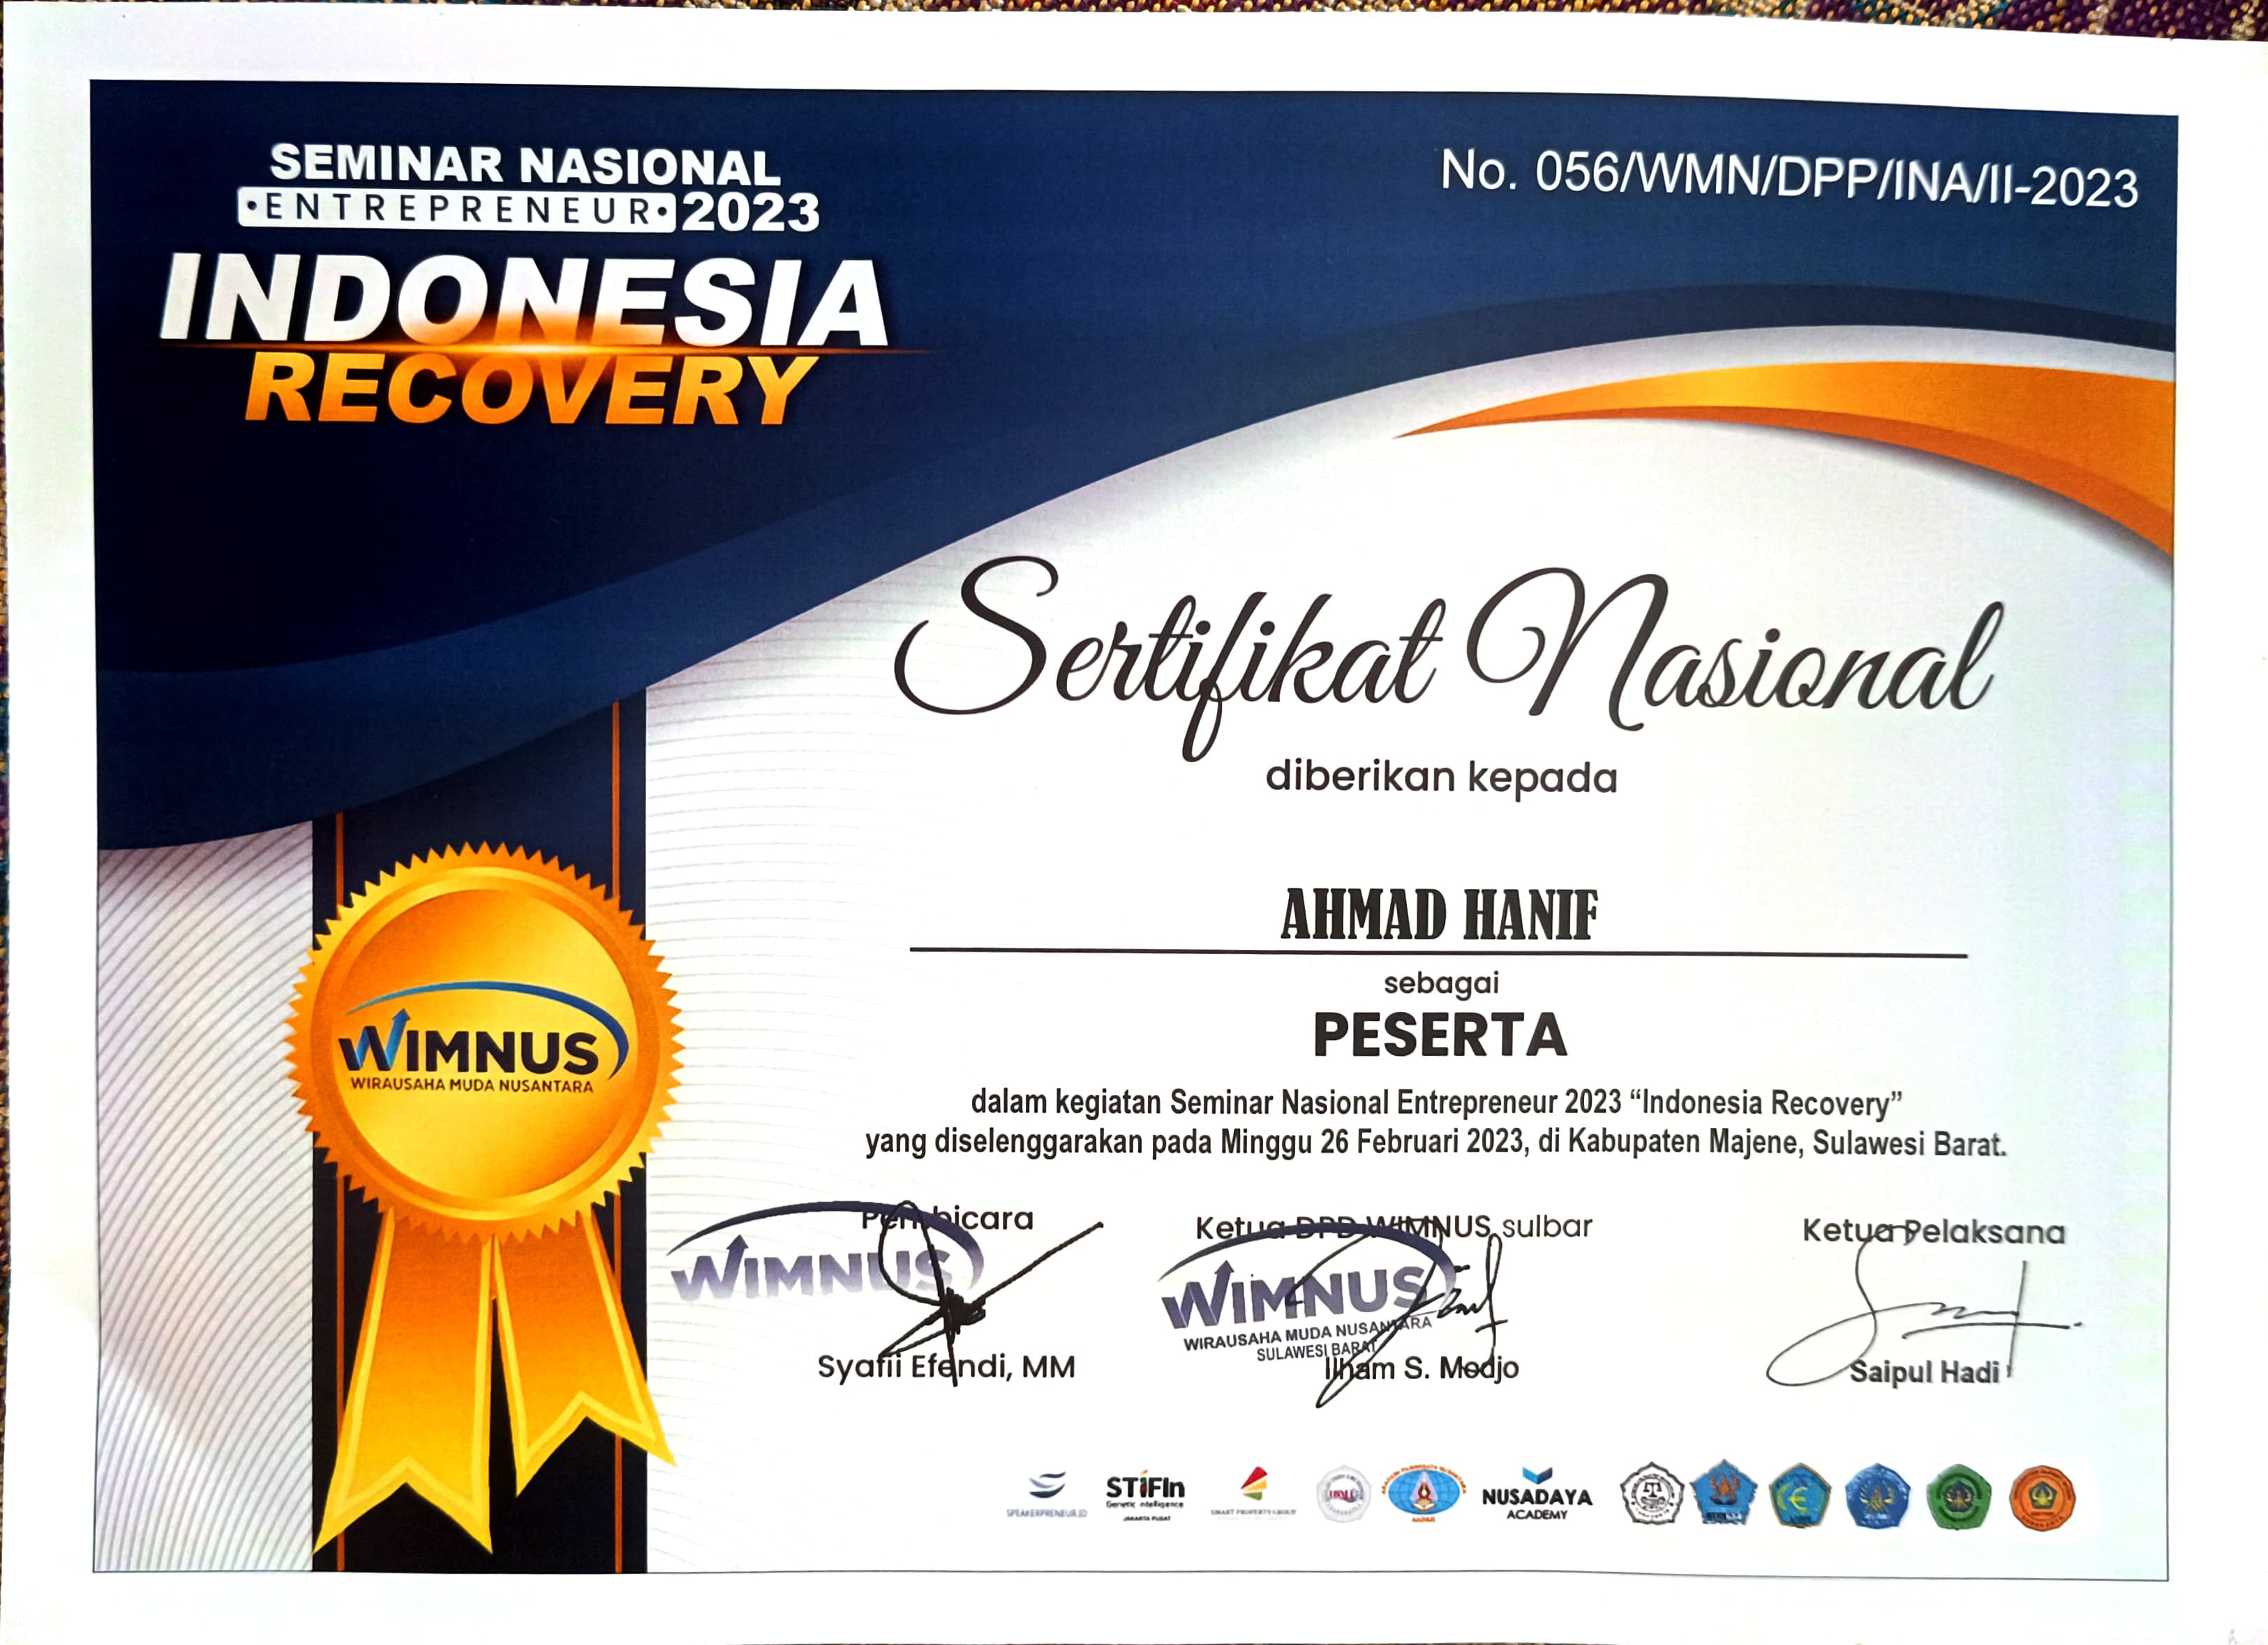 SEMINAR NASIONAL
•ENTREPRENEUR• 2023
INDONESIA
RECOVERY
No. 056/WMN/DPP/INA/II-2023
Sertifikat Nasional
diberikan kepada
AHMAD HANIF
sebagai
PESERTA
dalam kegiatan Seminar Nasional Entrepreneur 2023 “Indonesia Recovery”
yang diselenggarakan pada Minggu 26 Februari 2023, di Kabupaten Majene, Sulawesi Barat.
WIMNUS
WIRAUSAHA MUDA NUSANTARA
Pembicara
WIMNUS
Syafii Efendi, MM
Ketua DPD WIMNUS sulbar
WIMNUS
WIRAUSAHA MUDA NUSANTARA
SULAWESI BARAT
Ilham S. Modjo
Ketua Pelaksana
Saipul Hadi
SPEAKERPRENEUR.ID
STiFIn
Genetic Intelligence
JAKARTA PUSAT
SMART PROPERTY GROUP
NUSADAYA
ACADEMY